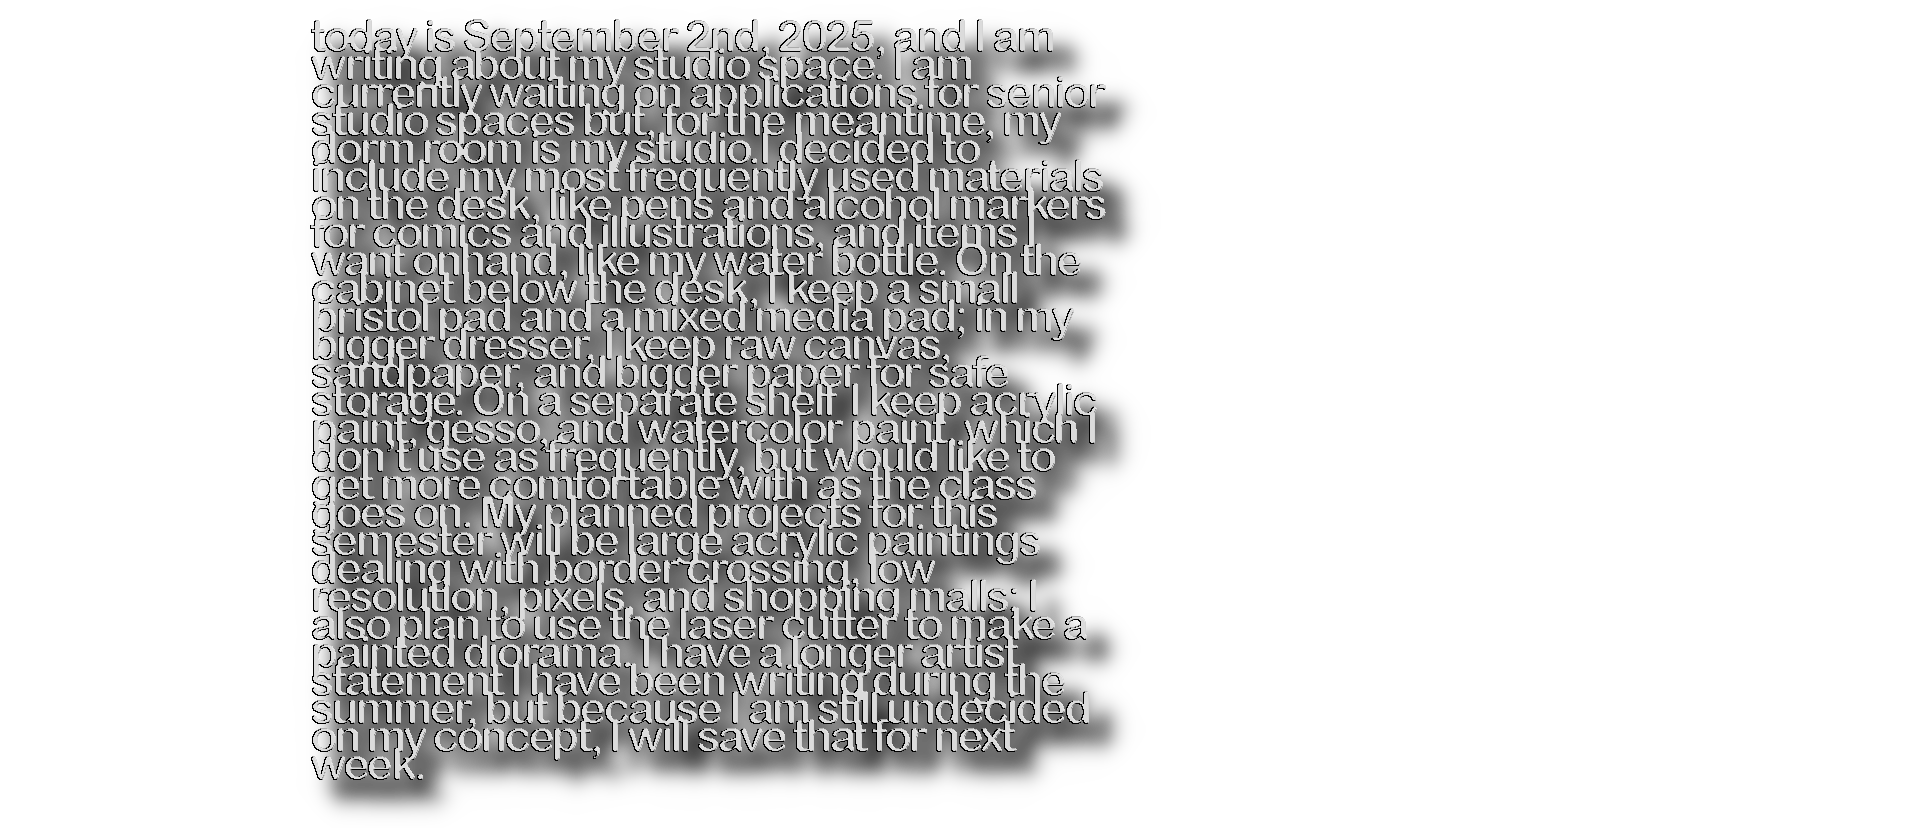 today is September 2nd, 2025, and I am
writing about my studio space. I am
currently waiting on applications for senior
studio spaces but, for the meantime, my
dorm room is my studio.I decided to
include my most frequently used materials
on the desk, like pens and alcohol markers
for comics and illustrations, and items I
want onhand, like my water bottle. On the
cabinet below the desk, I keep a small
bristol pad and a mixed media pad; in my
bigger dresser, I keep raw canvas,
sandpaper, and bigger paper for safe
storage. On a separate shelf I keep acrylic
paint, gesso, and watercolor paint, which I
don't use as frequently, but would like to
get more comfortable with as the class
goes on. My planned projects for this
semester will be large acrylic paintings
dealing with border crossing, low
resolution, pixels, and shopping malls; I
also plan to use the laser cutter to make a
painted diorama. I have a longer artist
statement I have been writing during the
summer, but because I am still undecided
on my concept, I will save that for next
week.